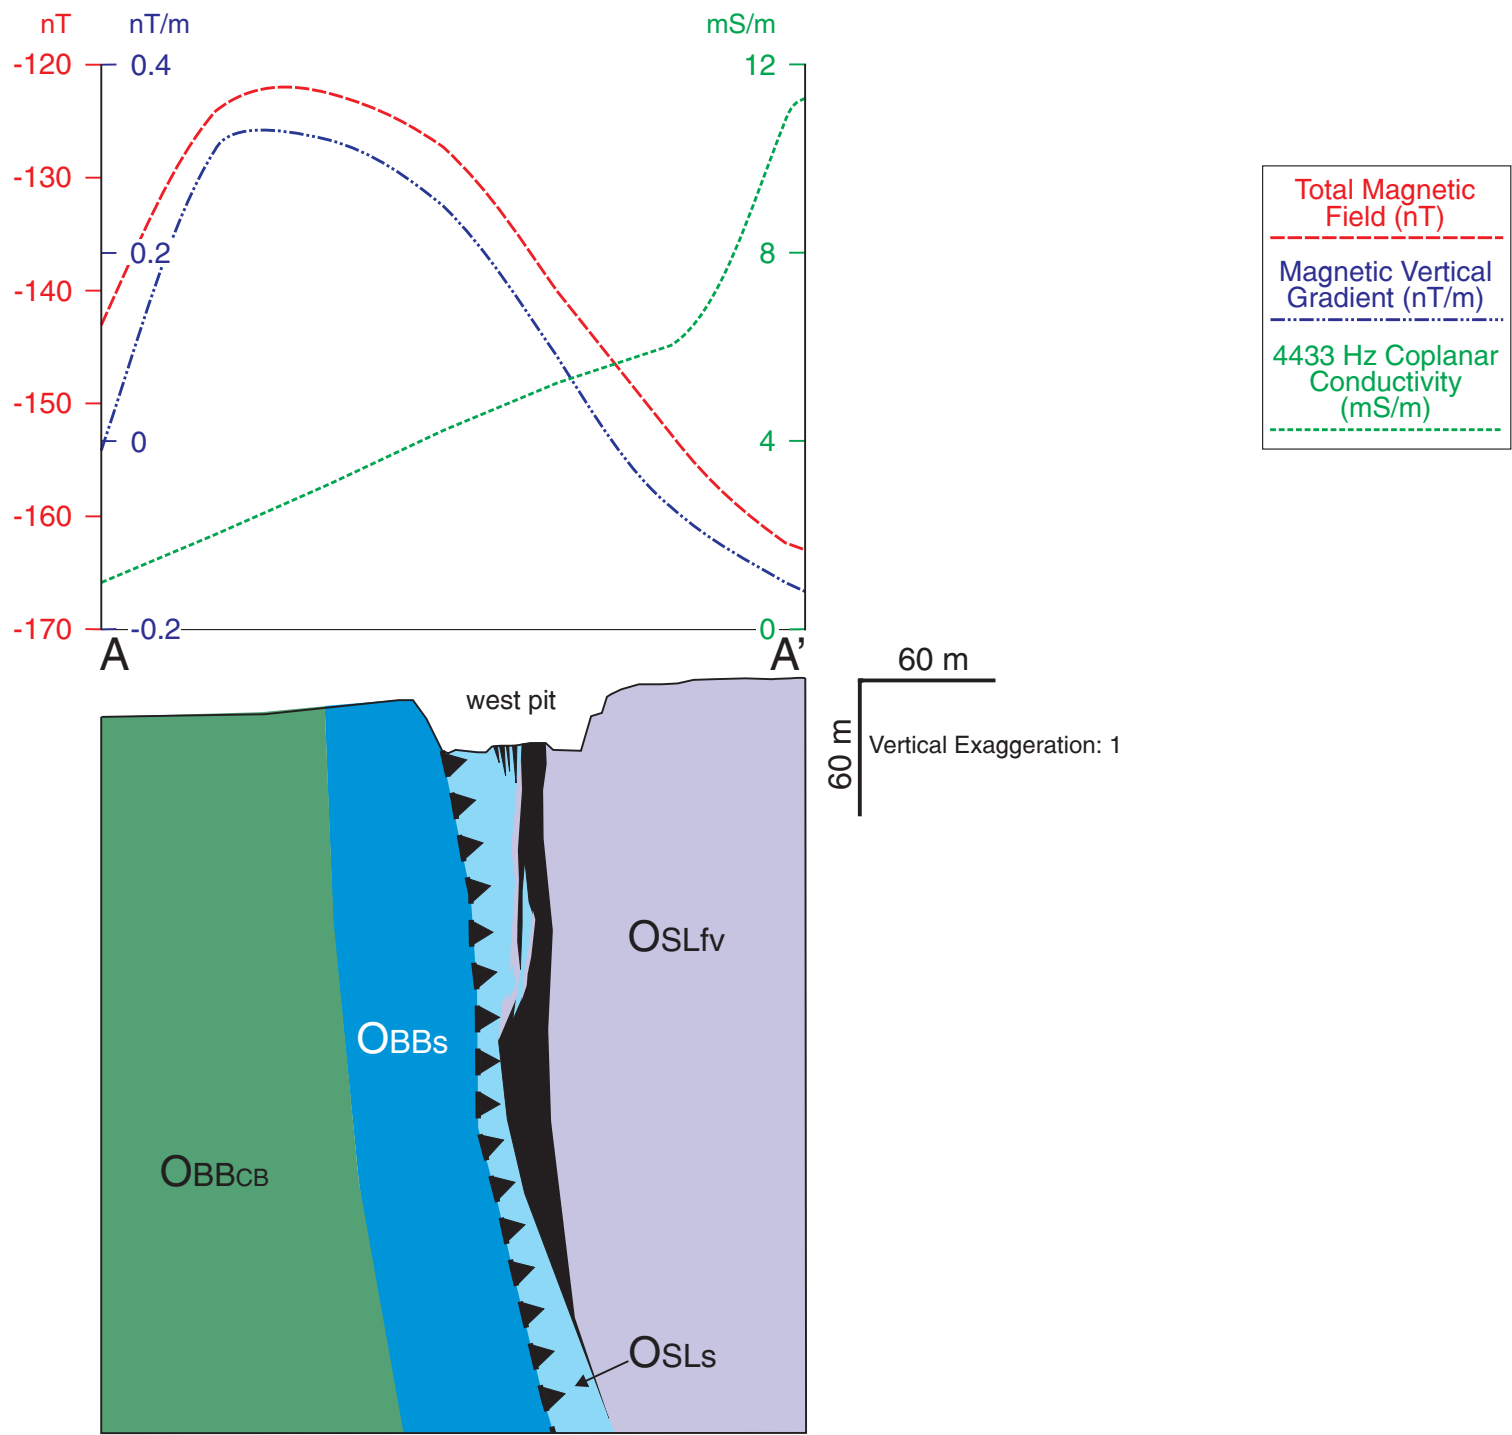 nT
nT/m
mS/m
-120
0.4
12
-130
0.2
8
-140
-150
0
4
-160
-170
-0.2
0
A
A’
Total Magnetic
Field (nT)
Magnetic Vertical
Gradient (nT/m)
4433 Hz Coplanar
Conductivity
(mS/m)
west pit
60 m
60 m
Vertical Exaggeration: 1
OSLfv
OBBs
OBBCB
OSLs